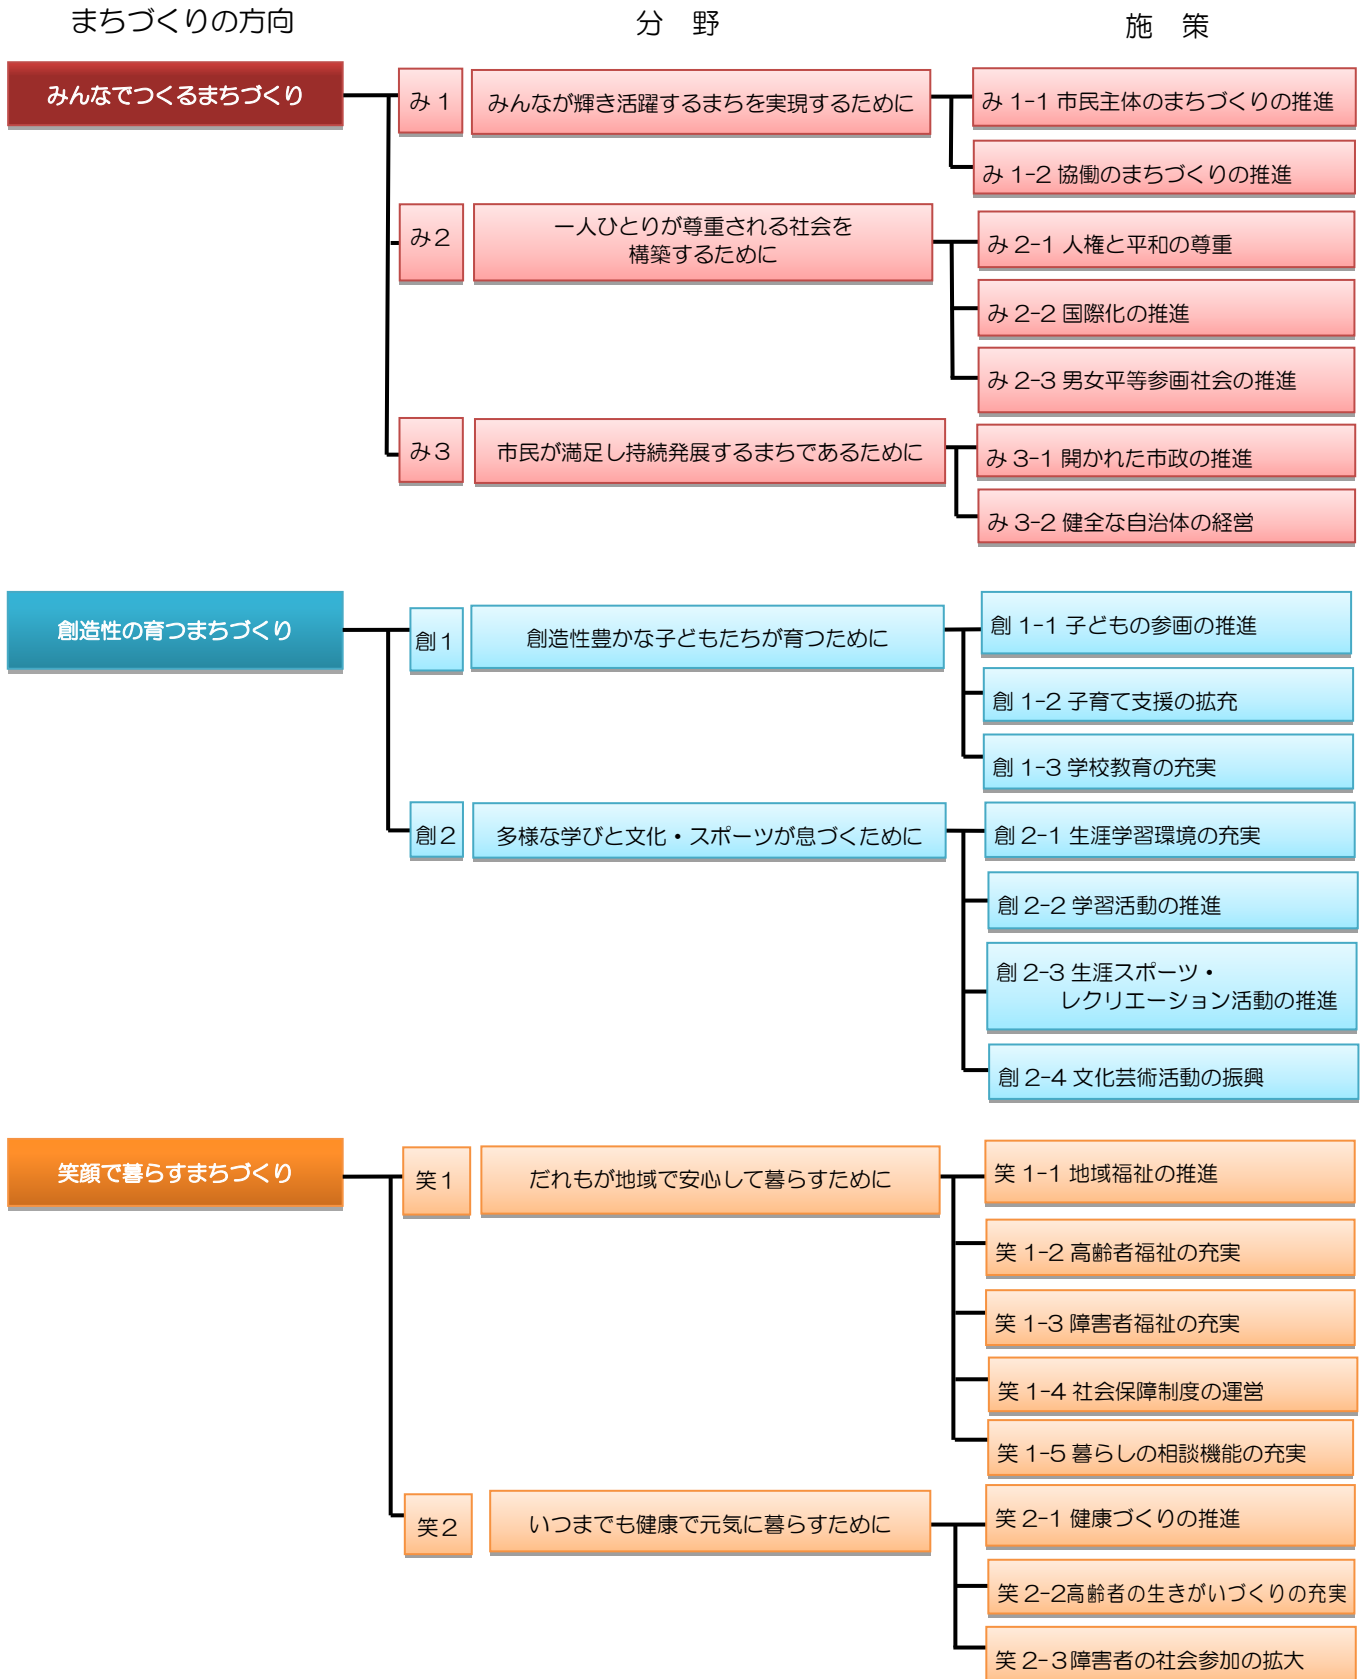 まちづくりの方向
分　野
施　策
みんなでつくるまちづくり
み1
みんなが輝き活躍するまちを実現するために
み 1-1 市民主体のまちづくりの推進
み 1-2 協働のまちづくりの推進
み2
一人ひとりが尊重される社会を
構築するために
み 2-1 人権と平和の尊重
み 2-2 国際化の推進
み 2-3 男女平等参画社会の推進
み3
市民が満足し持続発展するまちであるために
み 3-1 開かれた市政の推進
み 3-2 健全な自治体の経営
創造性の育つまちづくり
創1
創造性豊かな子どもたちが育つために
創 1-1 子どもの参画の推進
創 1-2 子育て支援の拡充
創 1-3 学校教育の充実
創2
多様な学びと文化・スポーツが息づくために
創 2-1 生涯学習環境の充実
創 2-2 学習活動の推進
創 2-3 生涯スポーツ・
レクリエーション活動の推進
創 2-4 文化芸術活動の振興
笑顔で暮らすまちづくり
笑1
だれもが地域で安心して暮らすために
笑 1-1 地域福祉の推進
笑 1-2 高齢者福祉の充実
笑 1-3 障害者福祉の充実
笑 1-4 社会保障制度の運営
笑 1-5 暮らしの相談機能の充実
笑2
いつまでも健康で元気に暮らすために
笑 2-1 健康づくりの推進
笑 2-2高齢者の生きがいづくりの充実
笑 2-3障害者の社会参加の拡大